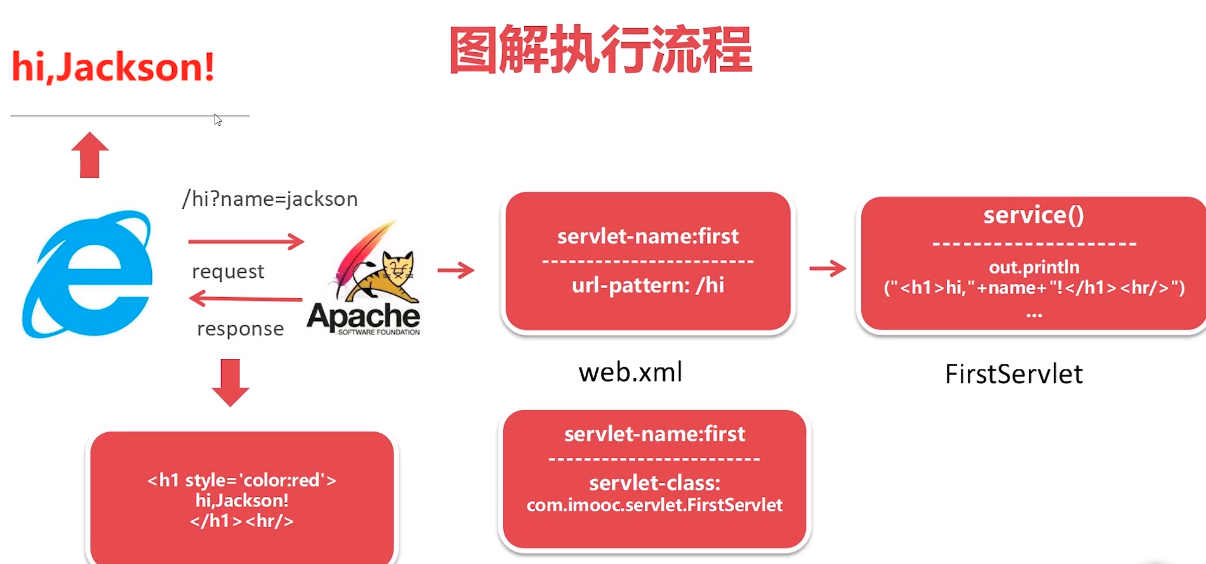 图解执行流程
hi,Jackson!
/hi?name=jackson
request
response
Apache
SOFTWARE FOUNDATION
servlet-name:first
------------------------
url-pattern: /hi
web.xml
service()
--------------------
out.println
("<h1>hi,"+name+"!</h1><hr/>")
...
FirstServlet
<h1 style='color:red'>
hi,Jackson!
</h1><hr/>
servlet-name:first
------------------------
servlet-class:
com.imooc.servlet.FirstServlet